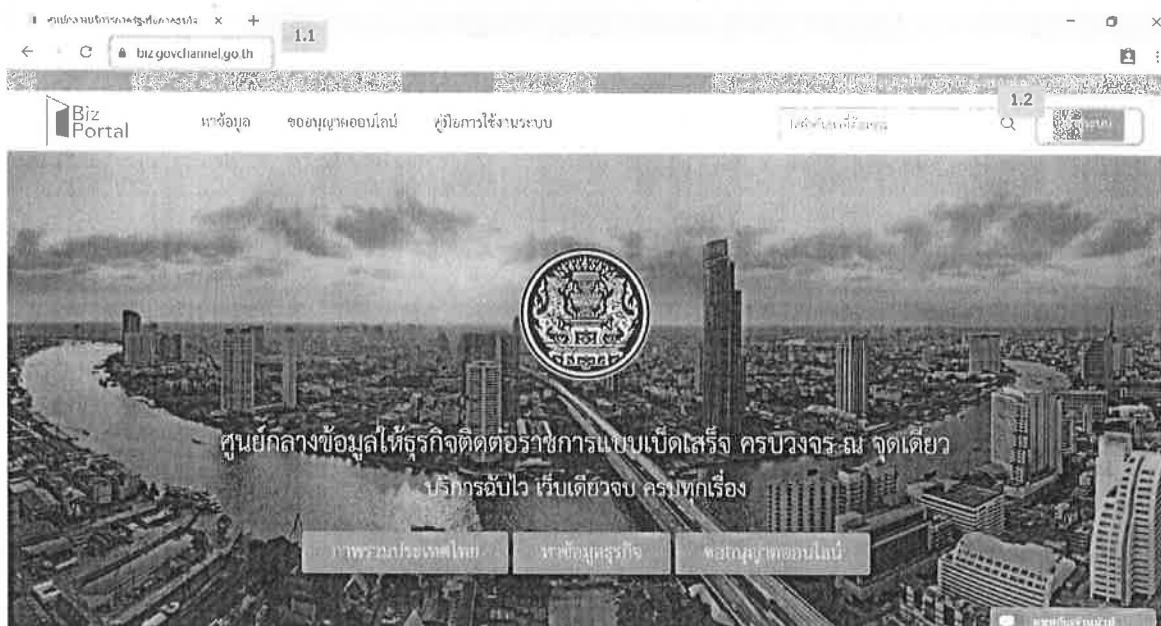 1.1
biz.govchannel.go.th
1.2
Biz
Portal
หาข้อมูล ขออนุญาตออนไลน์ คู่มือการใช้งานระบบ
ศูนย์กลางข้อมูลให้ธุรกิจติดต่อราชการแบบเบ็ดเสร็จ ครบวงจร ณ จุดเดียว
บริการฉับไว เว็บเดียวจบ ครบทุกเรื่อง
ภาพรวมประเทศไทย หาข้อมูลธุรกิจ ขออนุญาตออนไลน์